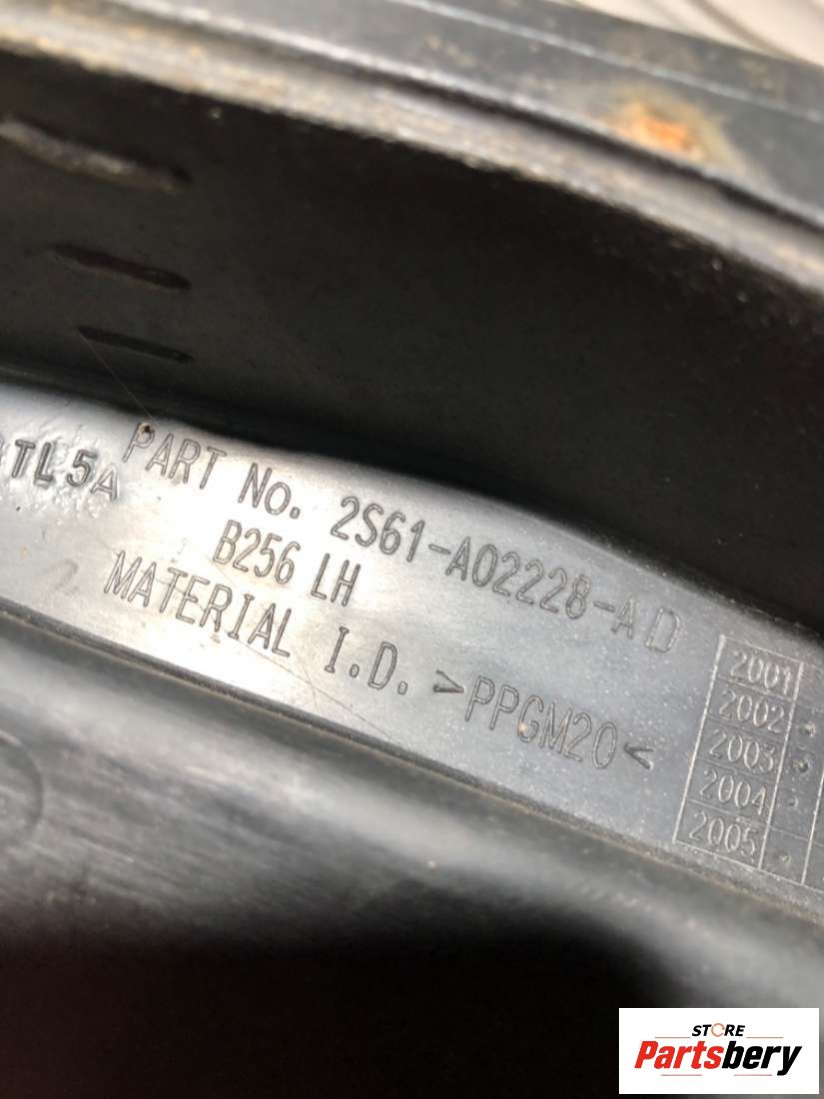 TL5A
PART No. 2S61-A02228-AD
B256 LH
MATERIAL I.D. >PPGM20<
2001
2002
2003
2004
2005
STORE
Partsbery